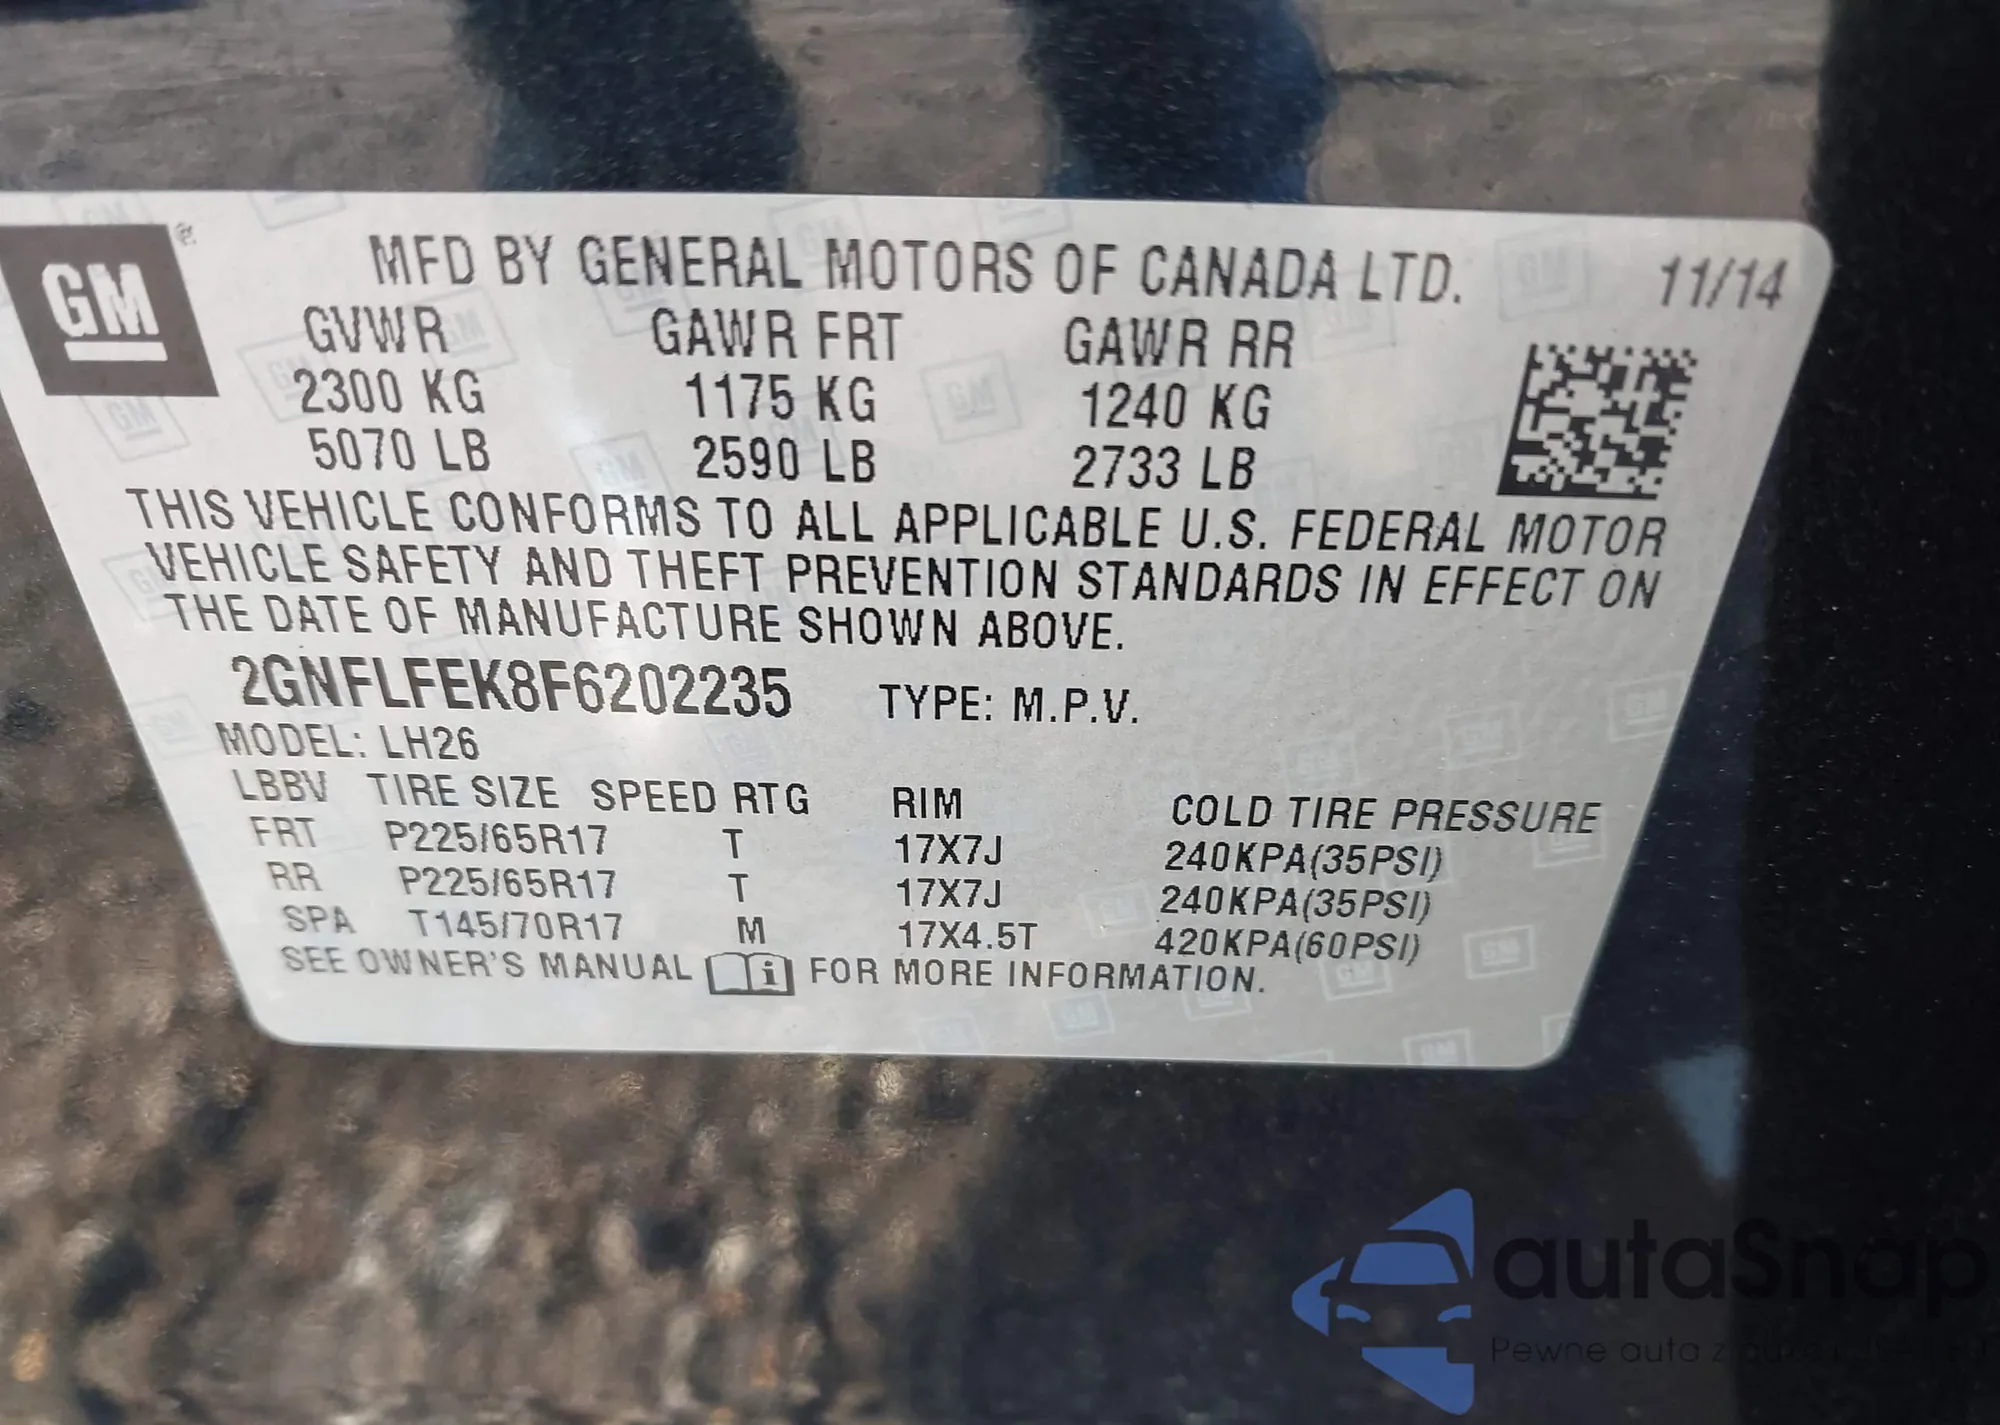 GM
MFD BY GENERAL MOTORS OF CANADA LTD. 11/14
GVWR GAWR FRT GAWR RR
2300 KG 1175 KG 1240 KG
5070 LB 2590 LB 2733 LB
THIS VEHICLE CONFORMS TO ALL APPLICABLE U.S. FEDERAL MOTOR
VEHICLE SAFETY AND THEFT PREVENTION STANDARDS IN EFFECT ON
THE DATE OF MANUFACTURE SHOWN ABOVE.
2GNFLFEK8F6202235 TYPE: M.P.V.
MODEL: LH26
LBBV TIRE SIZE SPEED RTG RIM COLD TIRE PRESSURE
FRT P225/65R17 T 17X7J 240KPA(35PSI)
RR P225/65R17 T 17X7J 240KPA(35PSI)
SPA T145/70R17 M 17X4.5T 420KPA(60PSI)
SEE OWNER'S MANUAL FOR MORE INFORMATION.
autaSnap
Pewne auto z